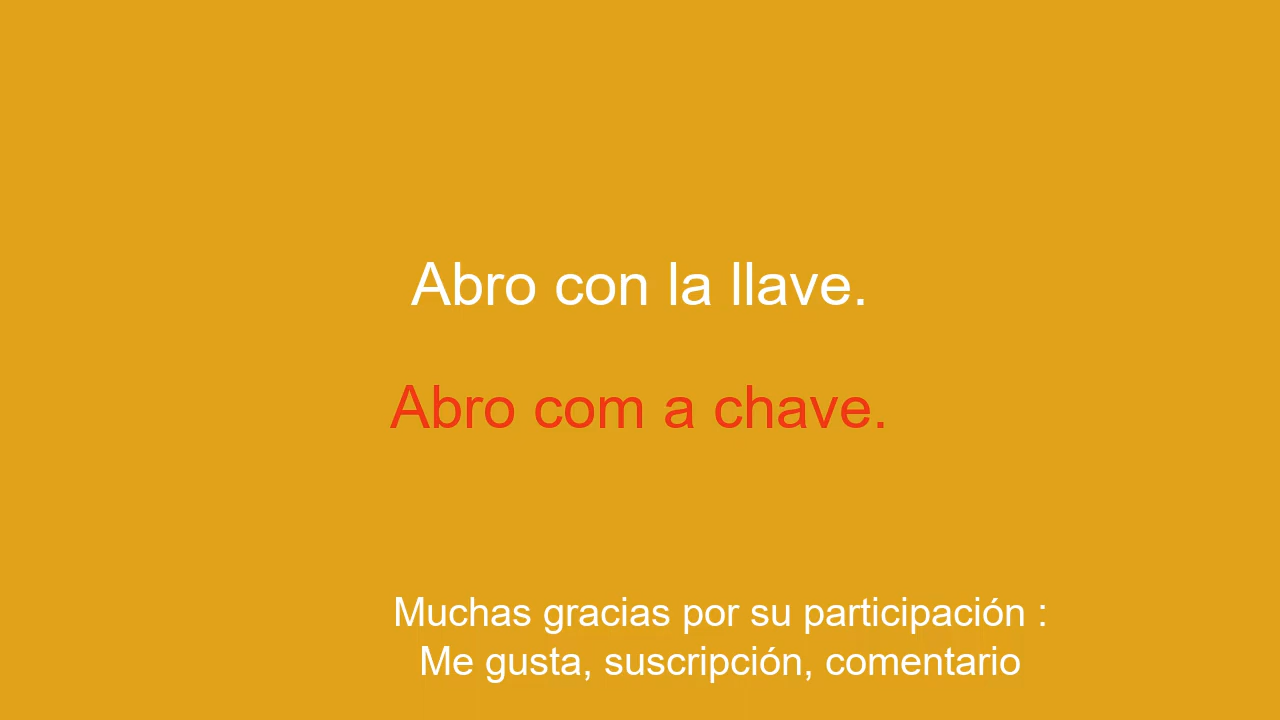 Abro con la llave.
Abro com a chave.
Muchas gracias por su participación :
Me gusta, suscripción, comentario